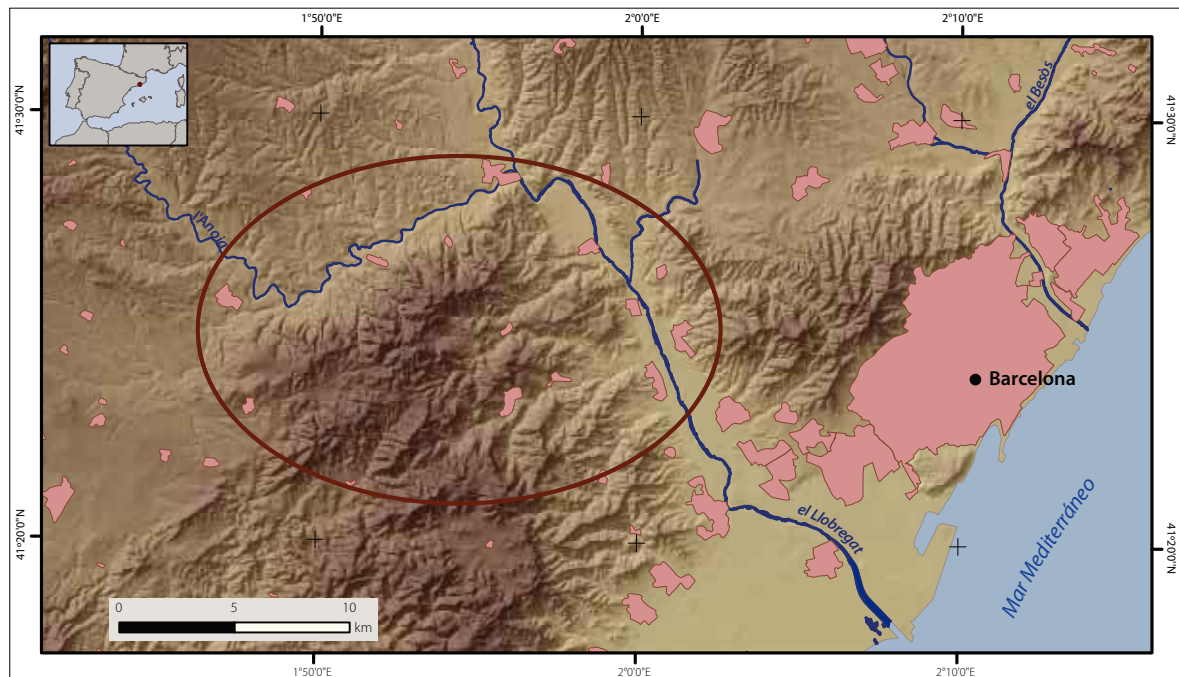 1°50'0"E
2°0'0"E
2°10'0"E
41°30'0"N
41°30'0"N
el Besòs
l'Anoia
Barcelona
el Llobregat
Mar Mediterráneo
41°20'0"N
41°20'0"N
0
5
10
km
1°50'0"E
2°0'0"E
2°10'0"E